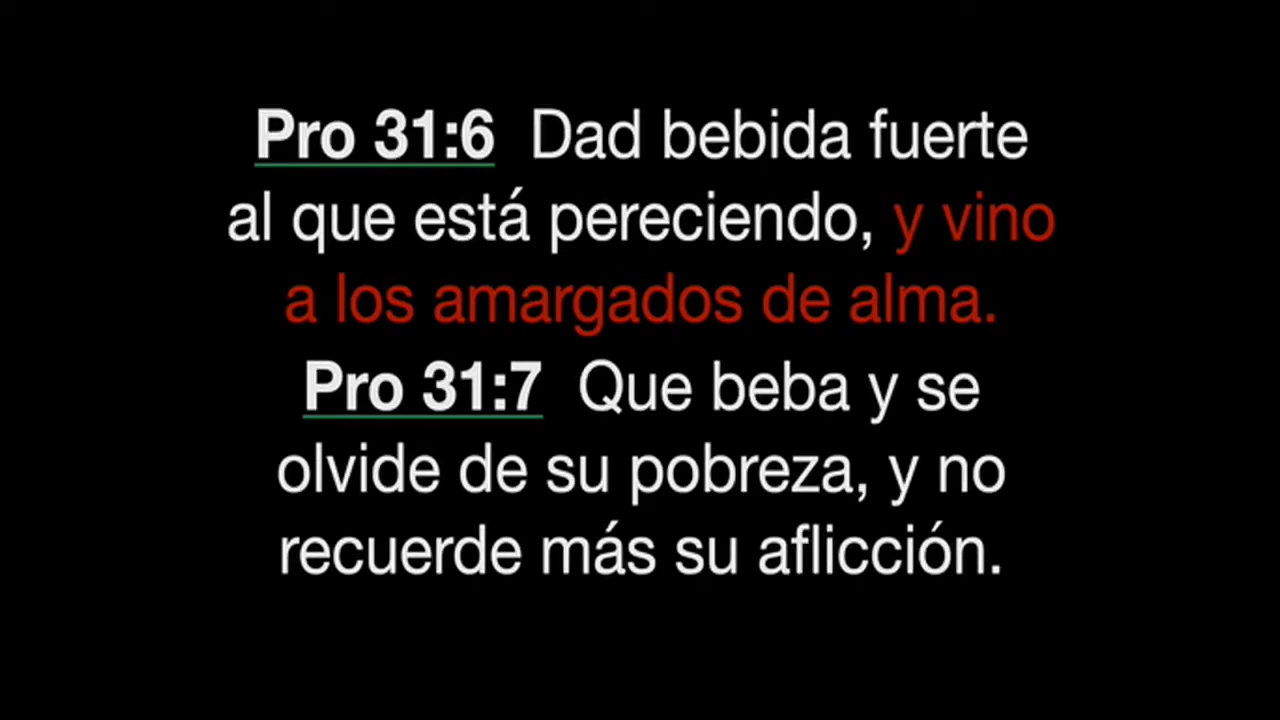 Pro 31:6 Dad bebida fuerte
al que está pereciendo, y vino
a los amargados de alma.
Pro 31:7 Que beba y se
olvide de su pobreza, y no
recuerde más su aflicción.